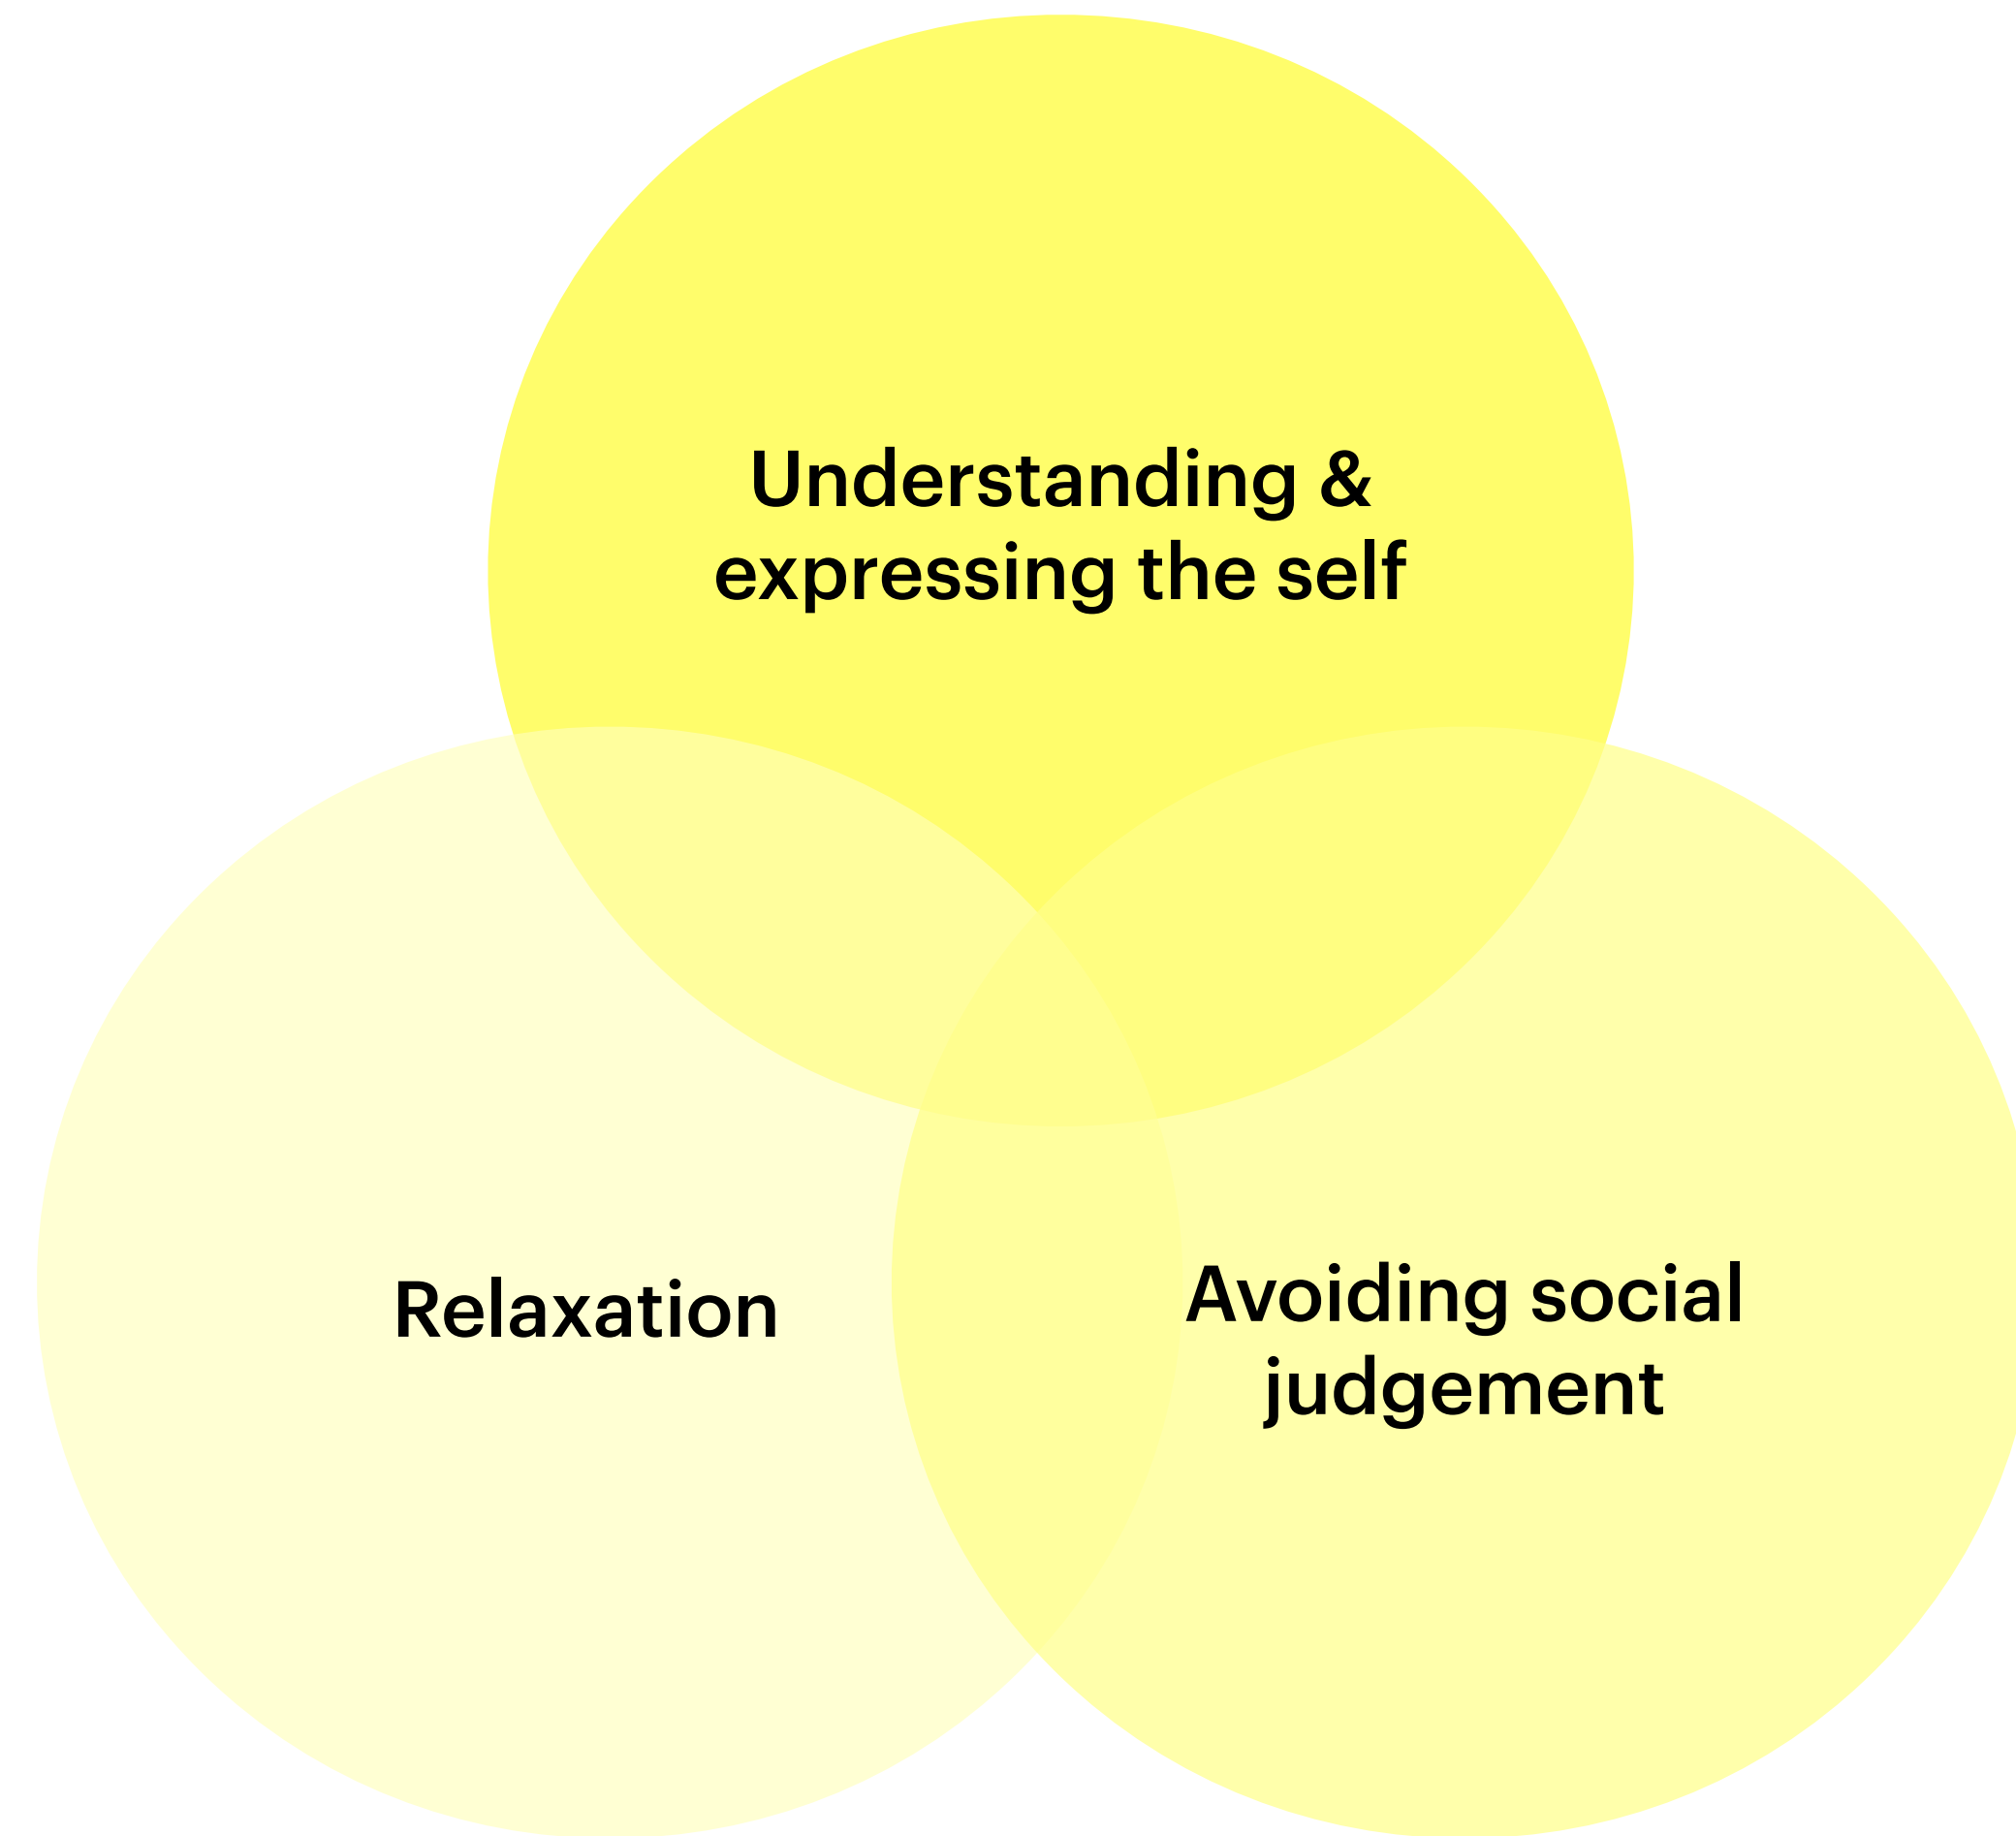 Understanding &
expressing the self
Relaxation
Avoiding social
judgement